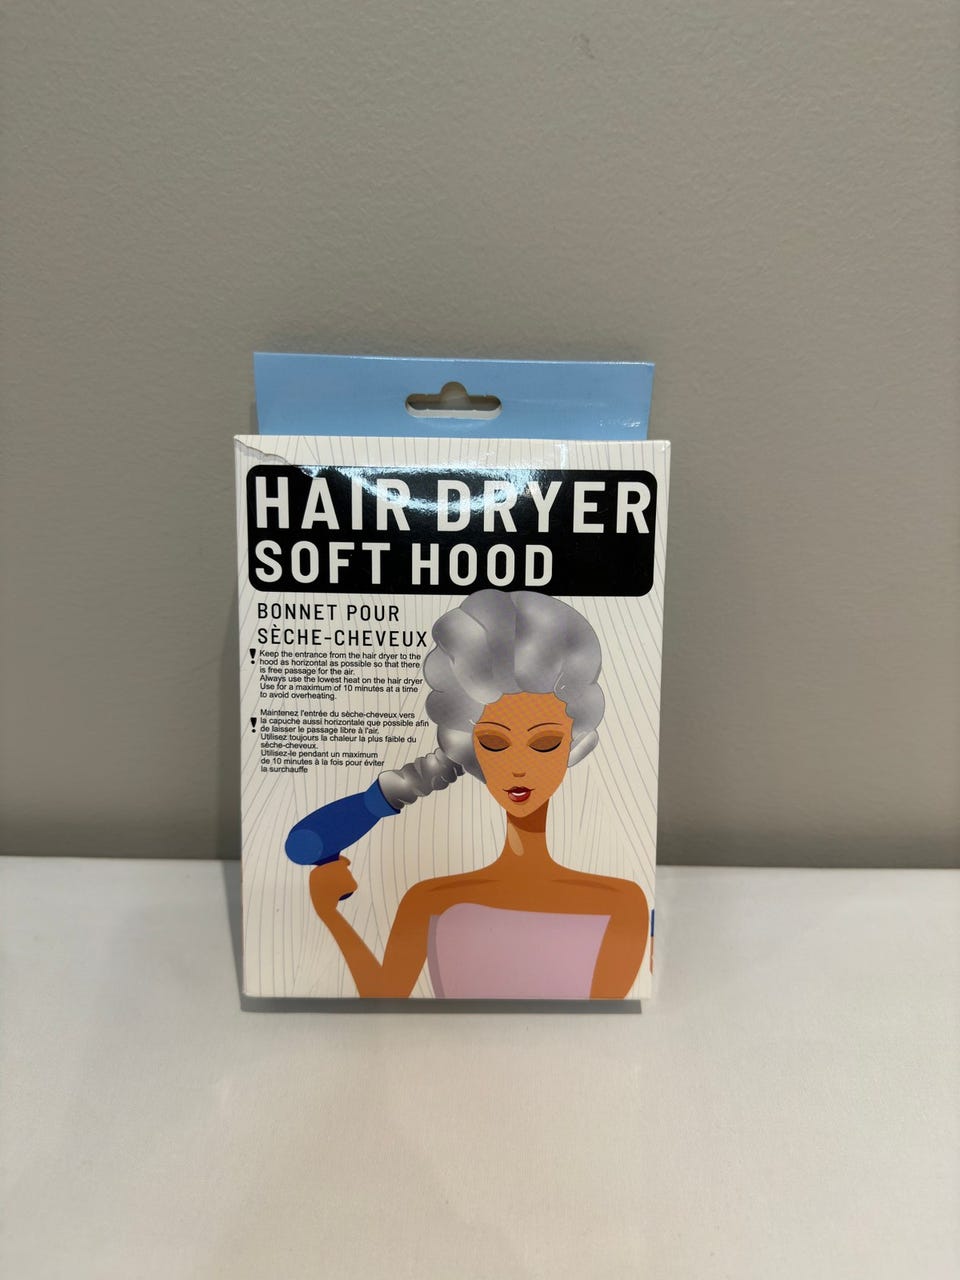 HAIR DRYER
SOFT HOOD
BONNET POUR
SÈCHE-CHEVEUX
! Keep the entrance from the hair dryer to the
hood as horizontal as possible so that there
is free passage for the air.
Always use the lowest heat on the hair dryer
Use for a maximum of 10 minutes at a time
to avoid overheating.
! Maintenez l'entrée du sèche-cheveux vers
la capuche aussi horizontale que possible afin
de laisser le passage libre à l'air.
Utilisez toujours la chaleur la plus faible du
sèche-cheveux.
Utilisez-le pendant un maximum
de 10 minutes à la fois pour éviter
la surchauffe